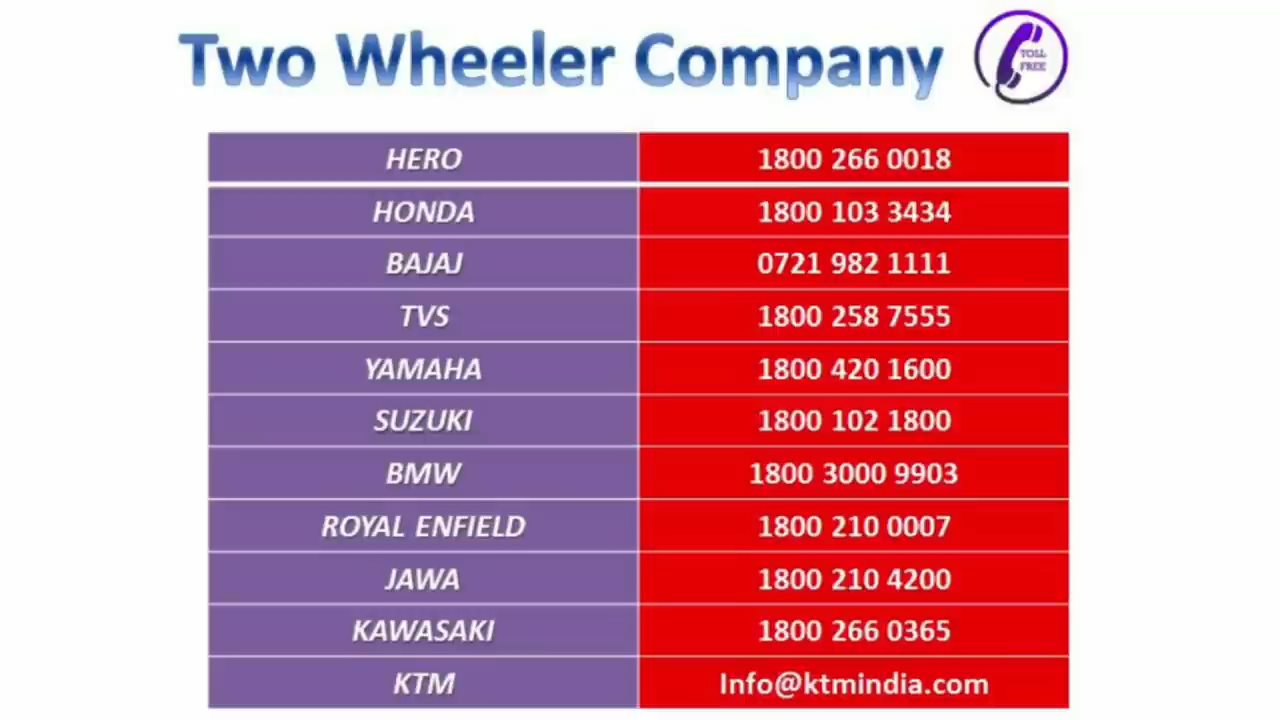 Two Wheeler Company
TOLL
FREE
HERO 1800 266 0018
HONDA 1800 103 3434
BAJAJ 0721 982 1111
TVS 1800 258 7555
YAMAHA 1800 420 1600
SUZUKI 1800 102 1800
BMW 1800 3000 9903
ROYAL ENFIELD 1800 210 0007
JAWA 1800 210 4200
KAWASAKI 1800 266 0365
KTM Info@ktmindia.com